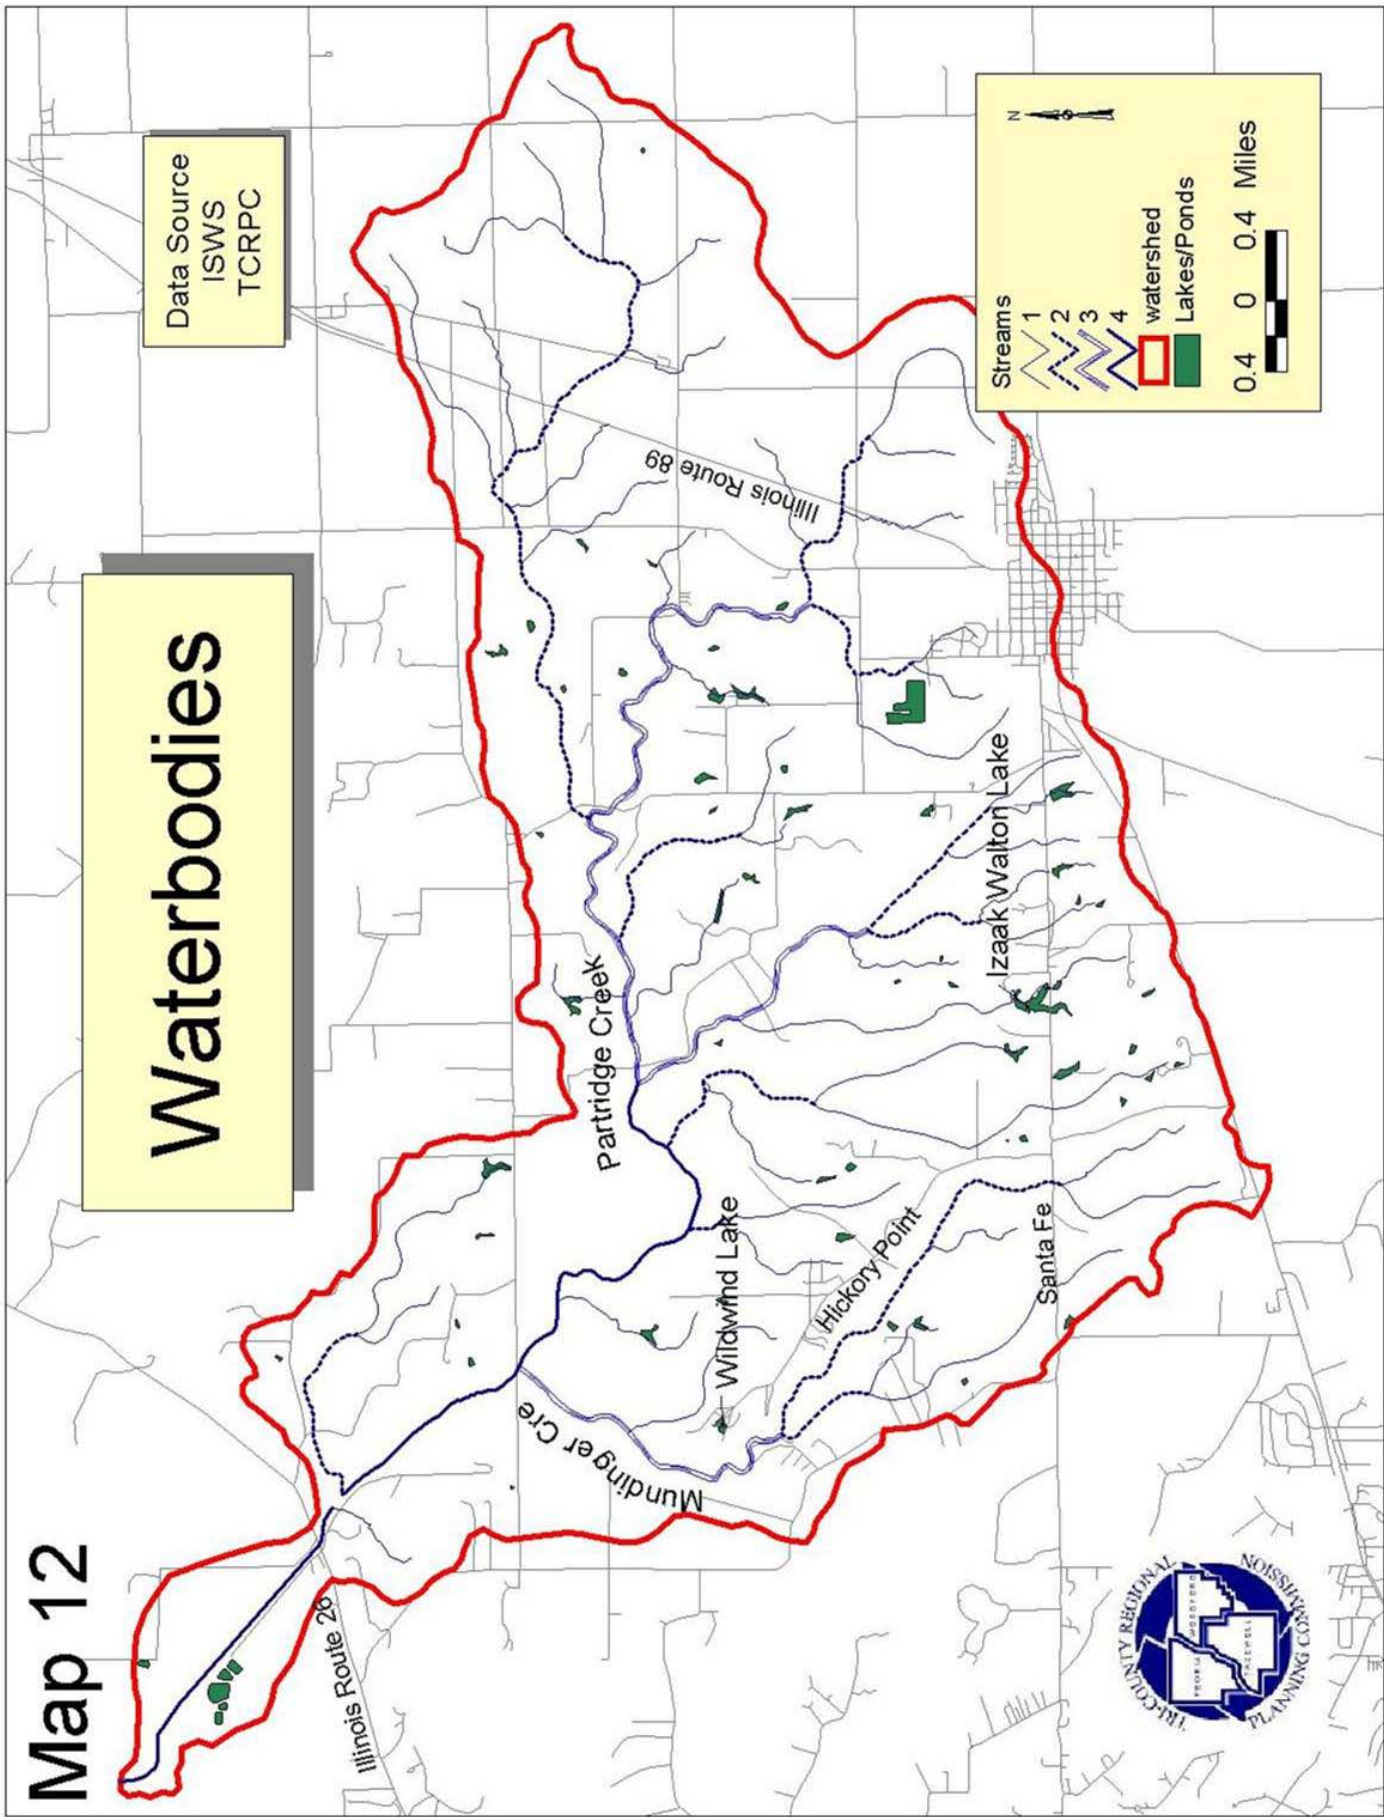 Map 12
Waterbodies
Data Source
ISWS
TCRPC
Illinois Route 26
Partridge Creek
Mundinger Cre
Wildwind Lake
Hickory Point
Santa Fe
Izaak Walton Lake
Illinois Route 89
Streams
1
2
3
4
watershed
Lakes/Ponds
N
0.4 0 0.4 Miles
TRI-COUNTY REGIONAL
PEORIA
WOODFORD
TAZEWELL
PLANNING COMMISSION